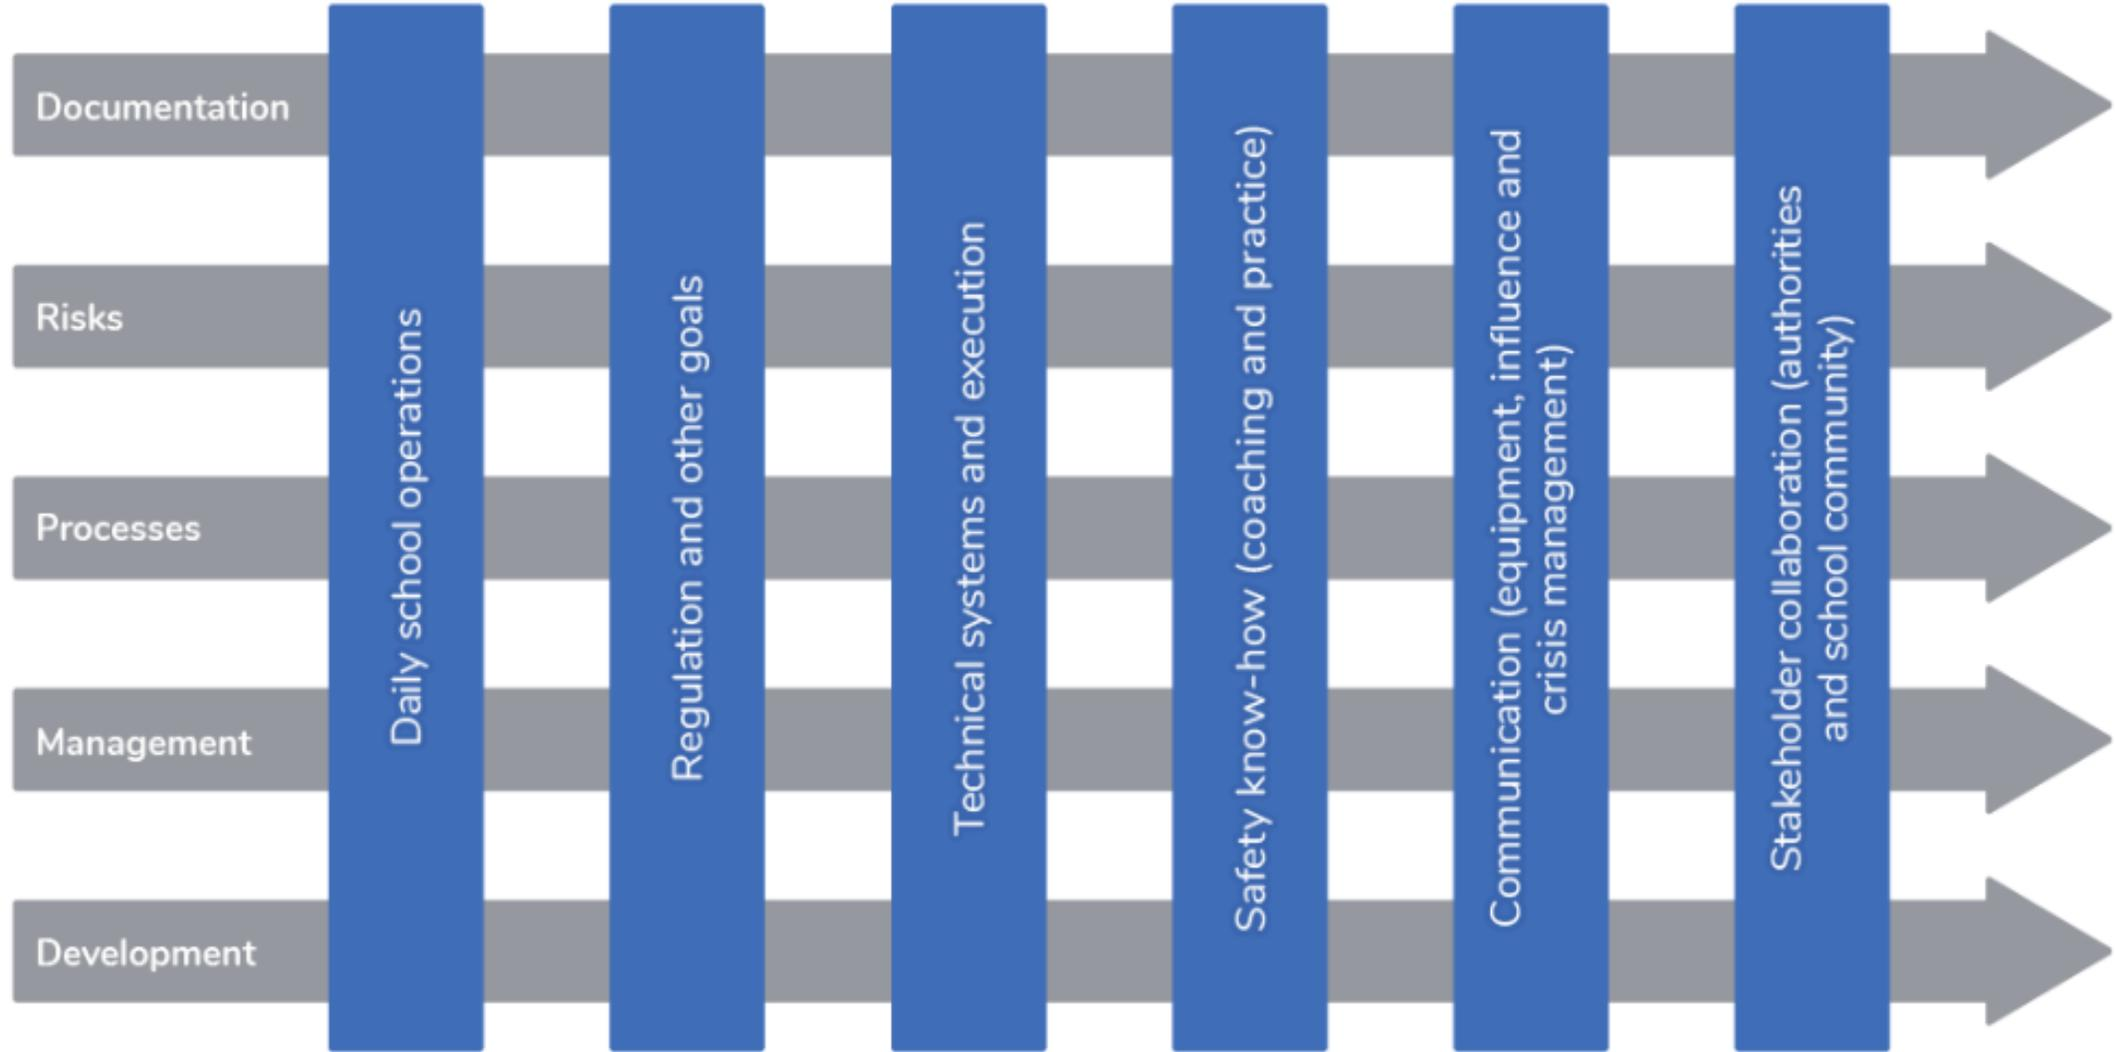 Documentation
Risks
Processes
Management
Development
Daily school operations
Regulation and other goals
Technical systems and execution
Safety know-how (coaching and practice)
Communication (equipment, influence and
crisis management)
Stakeholder collaboration (authorities
and school community)